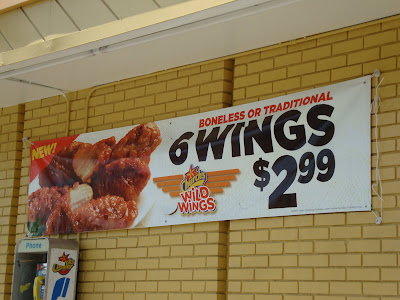 NEW!
BONELESS OR TRADITIONAL
6 WINGS
$2.99
WILD
WINGS
Phone